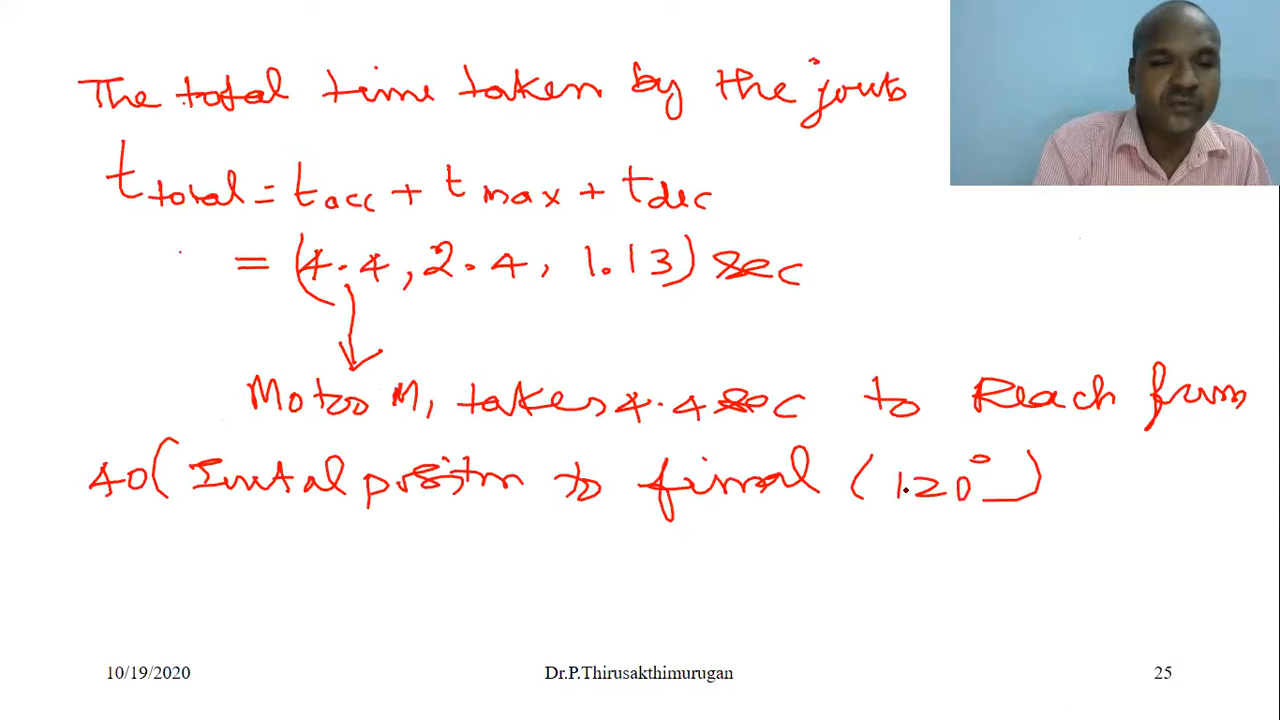 The total time taken by the joints
t total = t acc + t max + t dec
= (4.4, 2.4, 1.13) sec
Motor M1 takes 4.4 sec to Reach from
40 (Initial position to final (120°)
10/19/2020 Dr.P.Thirusakthimurugan 25